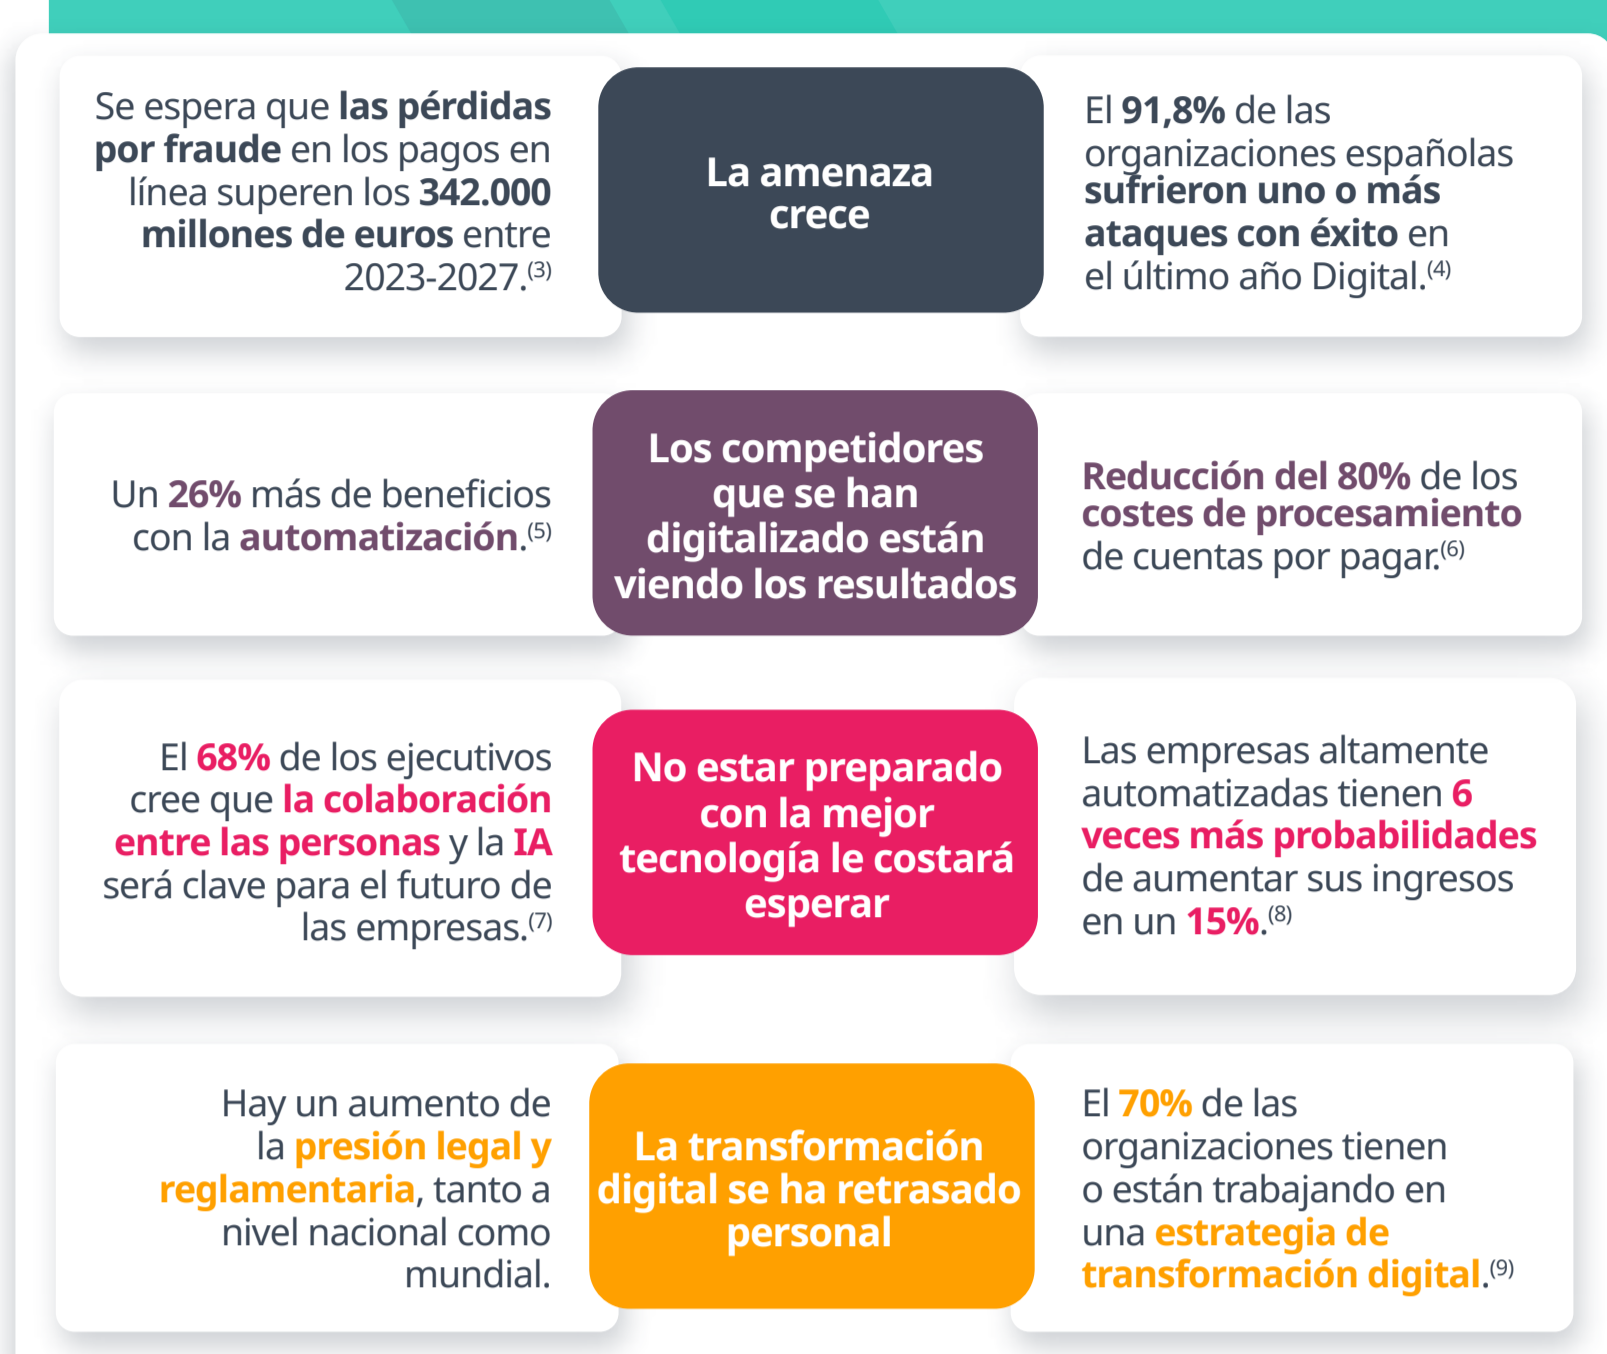 Se espera que las pérdidas
por fraude en los pagos en
línea superen los 342.000
millones de euros entre
2023-2027.(3)
La amenaza
crece
El 91,8% de las
organizaciones españolas
sufrieron uno o más
ataques con éxito en
el último año Digital.(4)
Un 26% más de beneficios
con la automatización.(5)
Los competidores
que se han
digitalizado están
viendo los resultados
Reducción del 80% de los
costes de procesamiento
de cuentas por pagar.(6)
El 68% de los ejecutivos
cree que la colaboración
entre las personas y la IA
será clave para el futuro de
las empresas.(7)
No estar preparado
con la mejor
tecnología le costará
esperar
Las empresas altamente
automatizadas tienen 6
veces más probabilidades
de aumentar sus ingresos
en un 15%.(8)
Hay un aumento de
la presión legal y
reglamentaria, tanto a
nivel nacional como
mundial.
La transformación
digital se ha retrasado
personal
El 70% de las
organizaciones tienen
o están trabajando en
una estrategia de
transformación digital.(9)